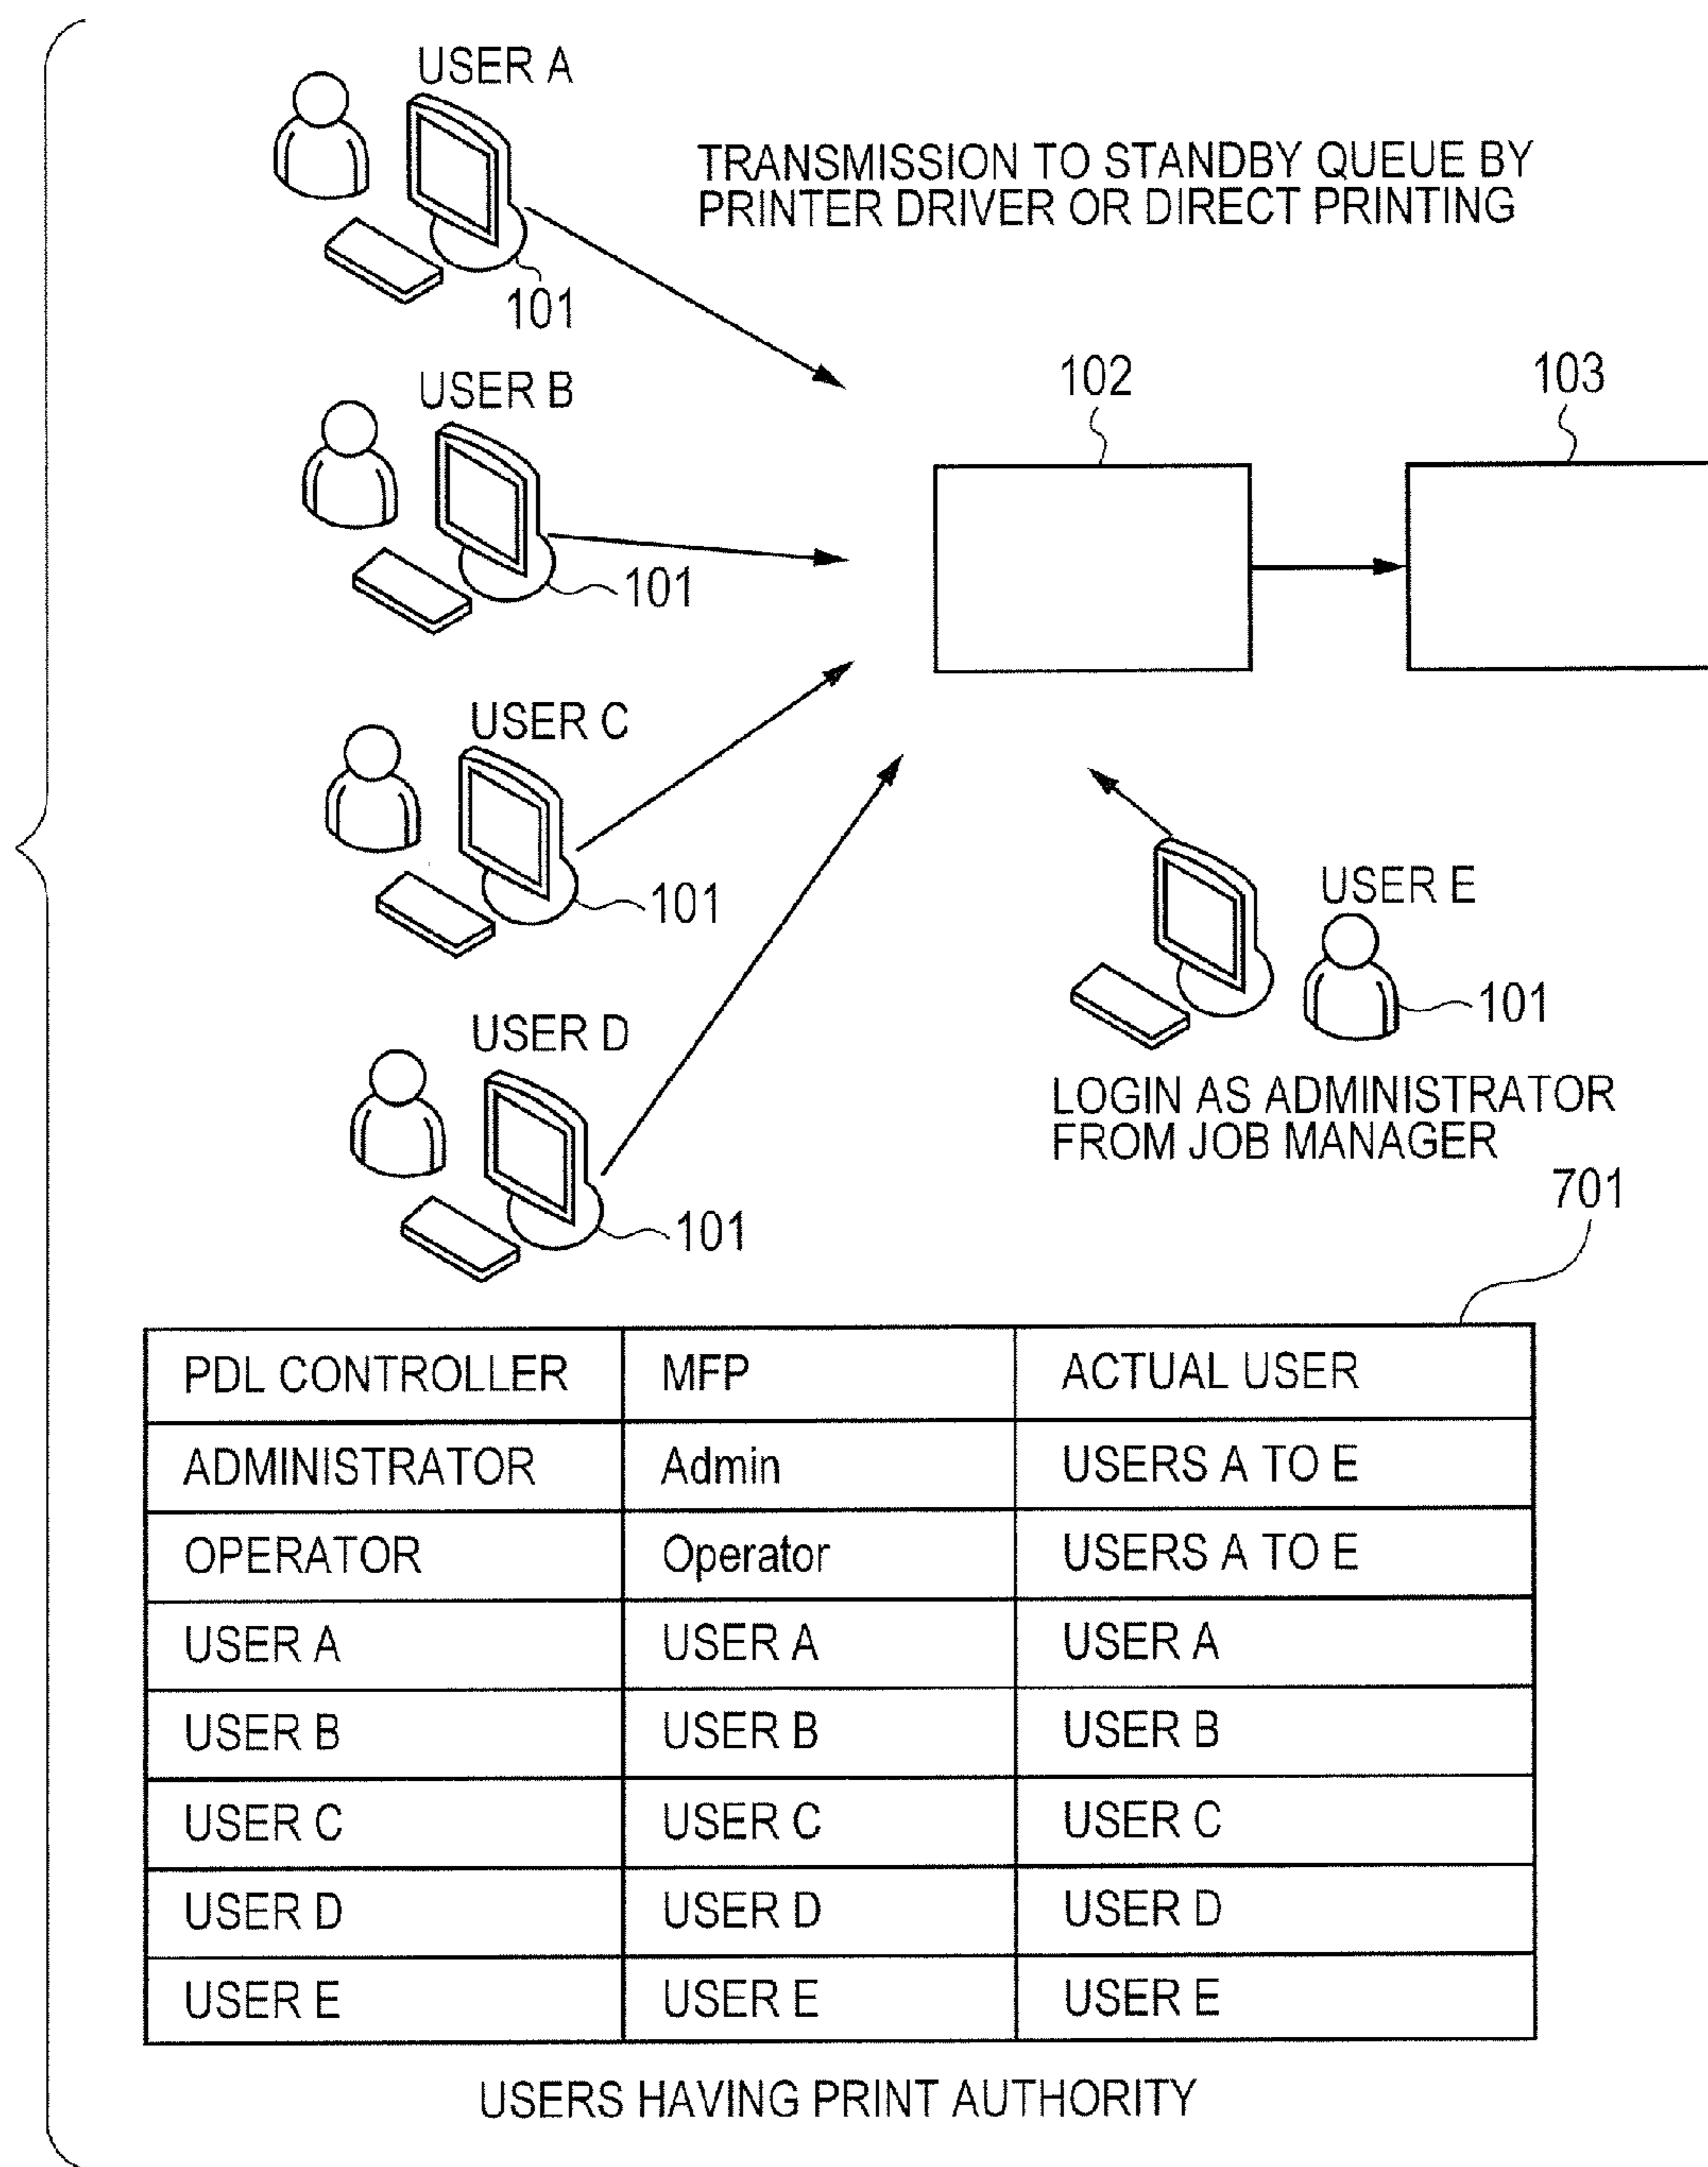 USER A
TRANSMISSION TO STANDBY QUEUE BY
PRINTER DRIVER OR DIRECT PRINTING
101
USER B
102
103
101
USER C
101
USER E
101
USER D
LOGIN AS ADMINISTRATOR
FROM JOB MANAGER
701
101
PDL CONTROLLER MFP ACTUAL USER
ADMINISTRATOR Admin USERS A TO E
OPERATOR Operator USERS A TO E
USER A USER A USER A
USER B USER B USER B
USER C USER C USER C
USER D USER D USER D
USER E USER E USER E
USERS HAVING PRINT AUTHORITY